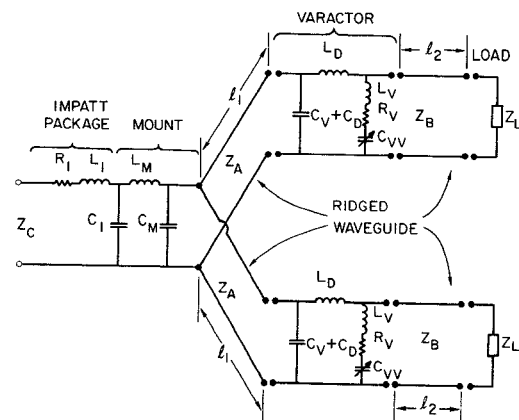 VARACTOR
L_D
ℓ_2
LOAD
ℓ_1
L_V
R_V
C_V+C_D
C_VV
Z_B
Z_L
IMPATT
PACKAGE
MOUNT
R_I
L_I
L_M
Z_A
Z_C
C_I
C_M
RIDGED
WAVEGUIDE
Z_A
L_D
L_V
R_V
C_V+C_D
C_VV
Z_B
Z_L
ℓ_1
ℓ_2